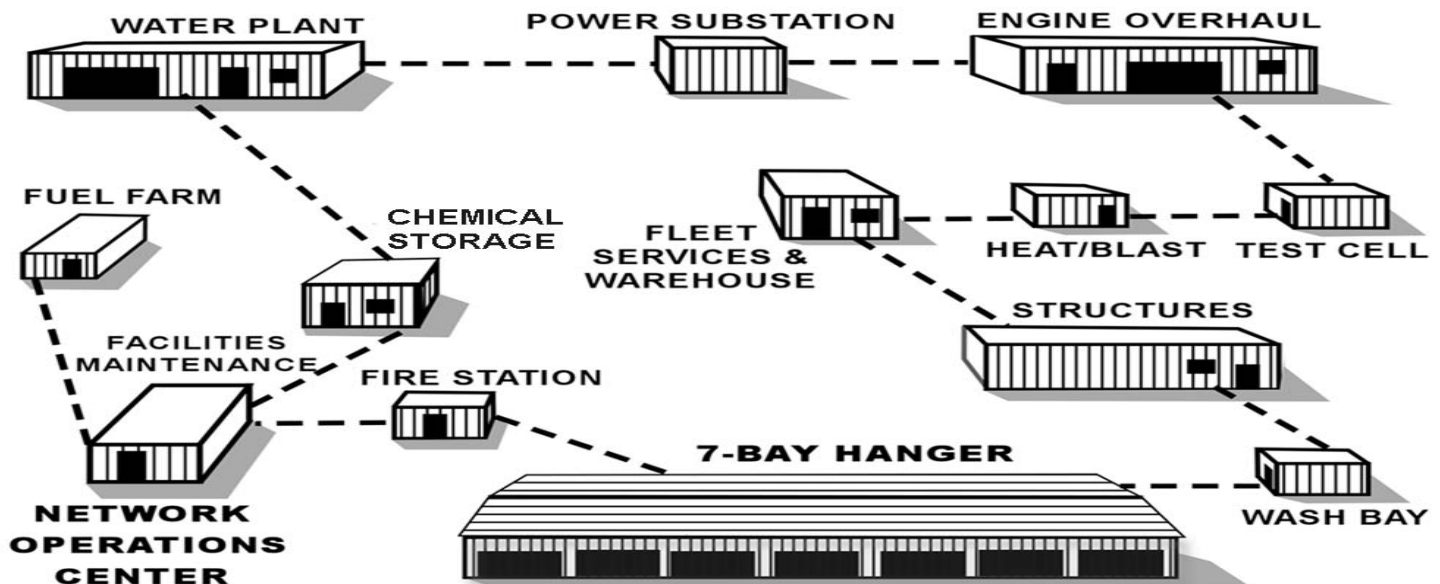 WATER PLANT
POWER SUBSTATION
ENGINE OVERHAUL
FUEL FARM
CHEMICAL
STORAGE
FLEET
SERVICES &
WAREHOUSE
HEAT/BLAST
TEST CELL
STRUCTURES
FACILITIES
MAINTENANCE
FIRE STATION
7-BAY HANGER
NETWORK
OPERATIONS
CENTER
WASH BAY